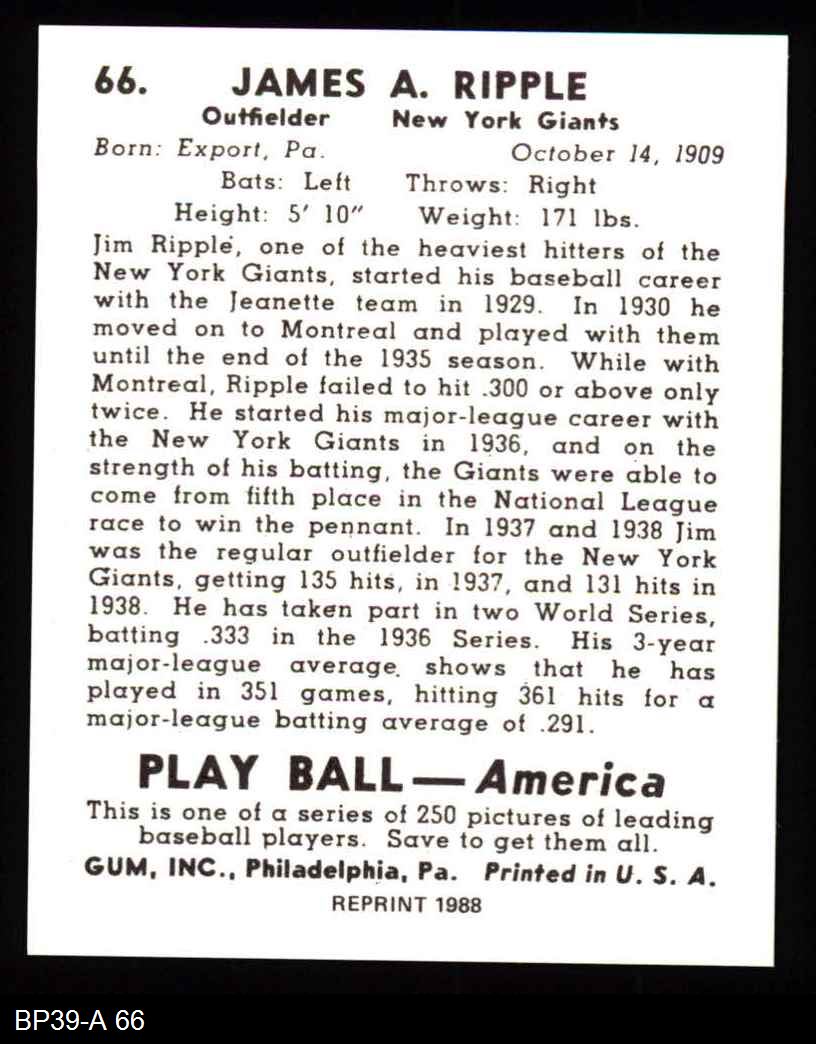 66. JAMES A. RIPPLE
Outfielder New York Giants
Born: Export, Pa. October 14, 1909
Bats: Left Throws: Right
Height: 5' 10" Weight: 171 lbs.
Jim Ripple, one of the heaviest hitters of the
New York Giants, started his baseball career
with the Jeanette team in 1929. In 1930 he
moved on to Montreal and played with them
until the end of the 1935 season. While with
Montreal, Ripple failed to hit .300 or above only
twice. He started his major-league career with
the New York Giants in 1936, and on the
strength of his batting, the Giants were able to
come from fifth place in the National League
race to win the pennant. In 1937 and 1938 Jim
was the regular outfielder for the New York
Giants, getting 135 hits, in 1937, and 131 hits in
1938. He has taken part in two World Series,
batting .333 in the 1936 Series. His 3-year
major-league average shows that he has
played in 351 games, hitting 361 hits for a
major-league batting average of .291.
PLAY BALL—America
This is one of a series of 250 pictures of leading
baseball players. Save to get them all.
GUM, INC., Philadelphia, Pa. Printed in U. S. A.
REPRINT 1988
BP39-A 66